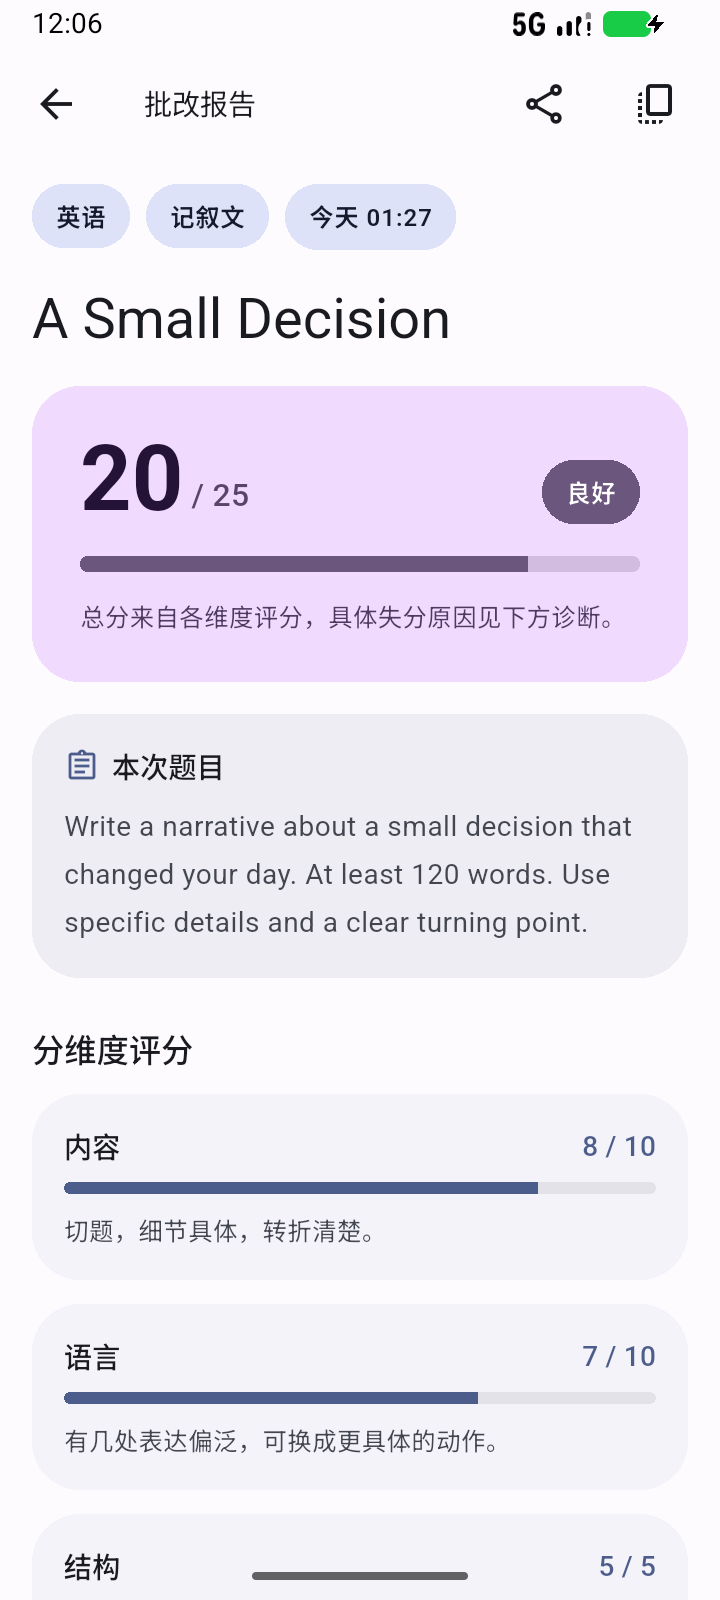 12:06
5G
批改报告
英语
记叙文
今天 01:27
A Small Decision
20 / 25
良好
总分来自各维度评分，具体失分原因见下方诊断。
本次题目
Write a narrative about a small decision that
changed your day. At least 120 words. Use
specific details and a clear turning point.
分维度评分
内容
8 / 10
切题，细节具体，转折清楚。
语言
7 / 10
有几处表达偏泛，可换成更具体的动作。
结构
5 / 5